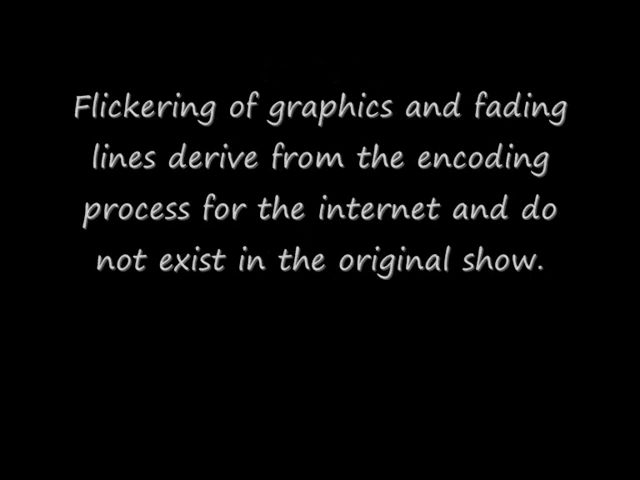 Flickering of graphics and fading
lines derive from the encoding
process for the internet and do
not exist in the original show.